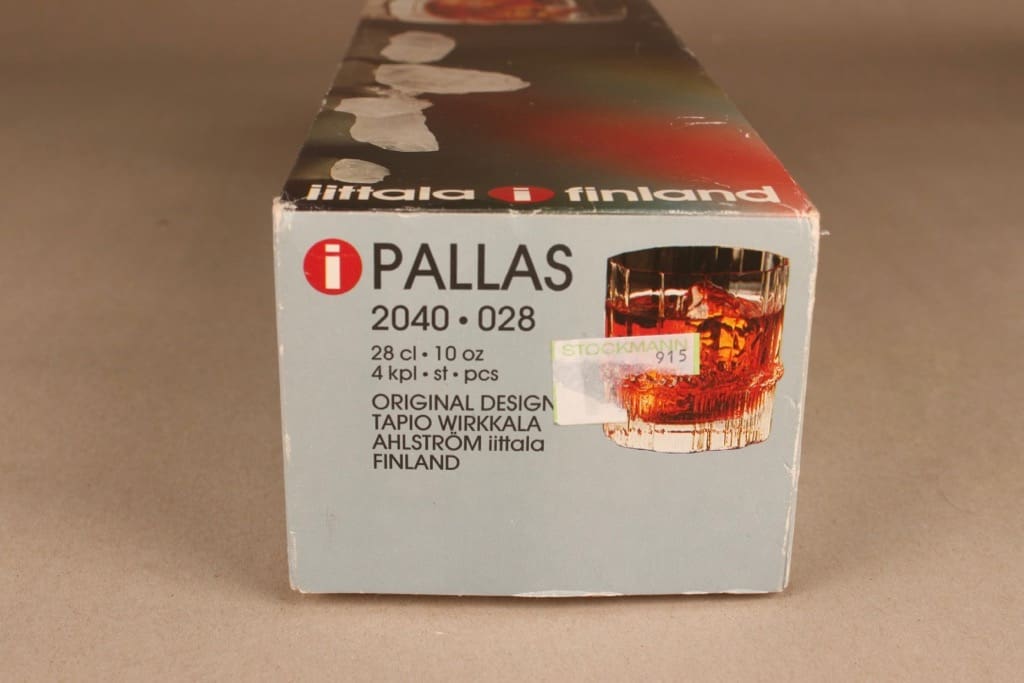 iittala i finland
i PALLAS
2040 • 028
28 cl • 10 oz
4 kpl • st • pcs
STOCKMANN
915
ORIGINAL DESIGN
TAPIO WIRKKALA
AHLSTRÖM iittala
FINLAND